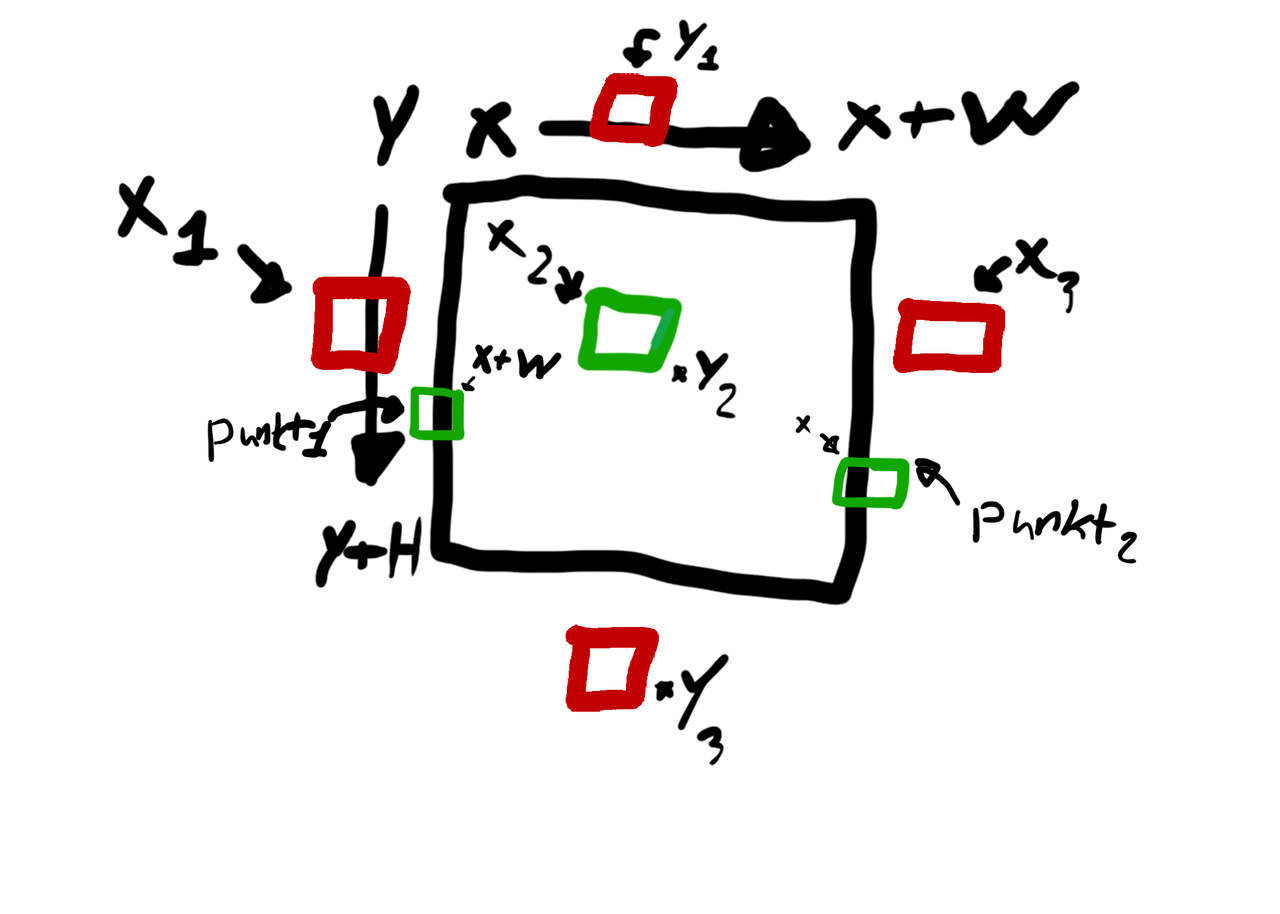 Y1
Y X X+W
X1
X2
X3
X+W
Y2
X
Punkt1
Punkt2
Y+H
Y3